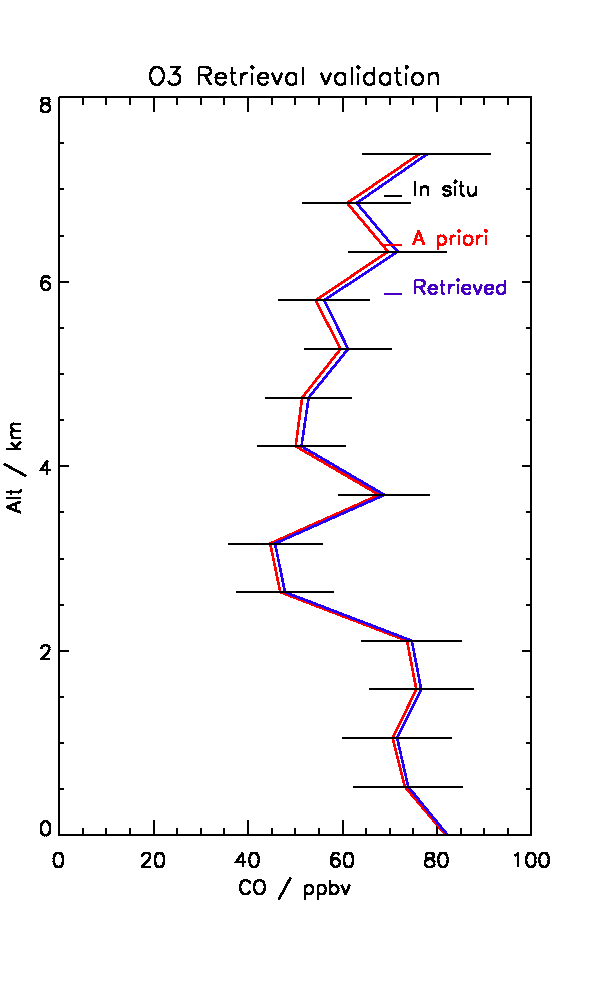 O3 Retrieval validation
8
In situ
A priori
6
Retrieved
Alt / km
4
2
0
0 20 40 60 80 100
CO / ppbv